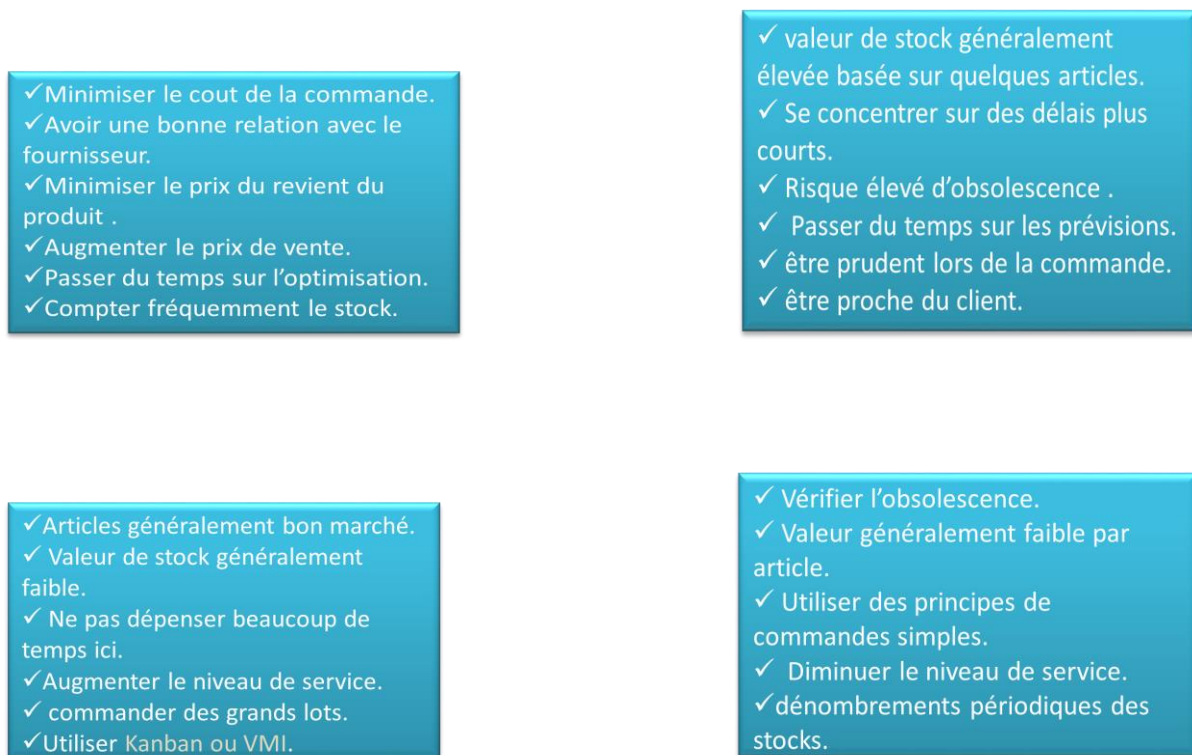 ✓Minimiser le cout de la commande.
✓Avoir une bonne relation avec le
fournisseur.
✓Minimiser le prix du revient du
produit .
✓Augmenter le prix de vente.
✓Passer du temps sur l'optimisation.
✓Compter fréquemment le stock.
✓ valeur de stock généralement
élevée basée sur quelques articles.
✓ Se concentrer sur des délais plus
courts.
✓ Risque élevé d'obsolescence .
✓ Passer du temps sur les prévisions.
✓ être prudent lors de la commande.
✓ être proche du client.
✓Articles généralement bon marché.
✓ Valeur de stock généralement
faible.
✓ Ne pas dépenser beaucoup de
temps ici.
✓Augmenter le niveau de service.
✓ commander des grands lots.
✓Utiliser Kanban ou VMI.
✓ Vérifier l'obsolescence.
✓ Valeur généralement faible par
article.
✓ Utiliser des principes de
commandes simples.
✓ Diminuer le niveau de service.
✓dénombrements périodiques des
stocks.